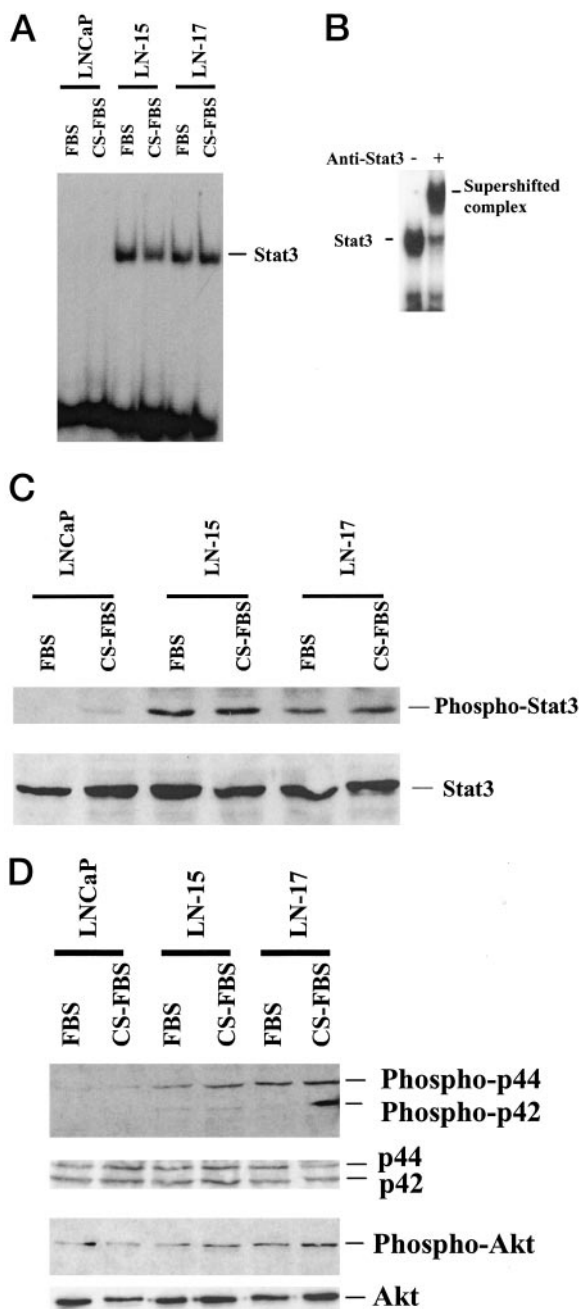 A
LNCaP
LN-15
LN-17
FBS
CS-FBS
FBS
CS-FBS
FBS
CS-FBS
Stat3
B
Anti-Stat3 - +
Supershifted
complex
Stat3
C
LNCaP
LN-15
LN-17
FBS
CS-FBS
FBS
CS-FBS
FBS
CS-FBS
Phospho-Stat3
Stat3
D
LNCaP
LN-15
LN-17
FBS
CS-FBS
FBS
CS-FBS
FBS
CS-FBS
Phospho-p44
Phospho-p42
p44
p42
Phospho-Akt
Akt